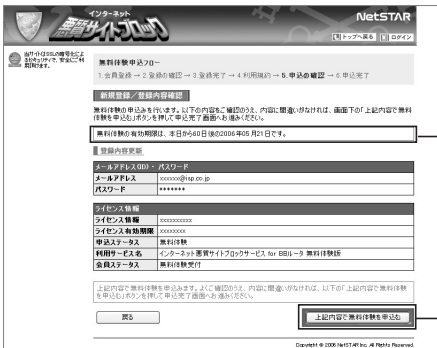 インターネット
悪質サイトブロック
NetSTAR
トップへ戻る
ログイン
当サイトはSSLの暗号化によるセキュリティで、安全にご利用頂けます。
無料体験申込フロー
1.会員登録 → 2.登録の確認 → 3.登録完了 → 4.利用規約 → 5.申込の確認 → 6.申込完了
新規登録／登録内容確認
無料体験の申込みを行います。以下の内容をご確認のうえ、内容に間違いがなければ、画面下の「上記内容で無料
体験を申込む」ボタンを押して申込完了画面へお進みください。
無料体験の有効期限は、本日から60日後の2006年05月21日です。
登録内容更新
メールアドレス(ID)・パスワード
メールアドレス xxxxxx@isp.co.jp
パスワード *******
ライセンス情報
ライセンス情報 xxxxxxxxxx
ライセンス有効期限 xxxxxxxx
申込ステータス 無料体験
利用サービス名 インターネット悪質サイトブロックサービス for BBルータ 無料体験版
会員ステータス 無料体験受付
上記内容で無料体験を申込みます。よくご確認のうえ、内容に間違いがなければ、以下の「上記内容で無料体験
を申込む」ボタンを押して申込完了画面へお進みください。
戻る
上記内容で無料体験を申込む
Copyright © 2006 NetSTAR Inc. All Rights Reserved.